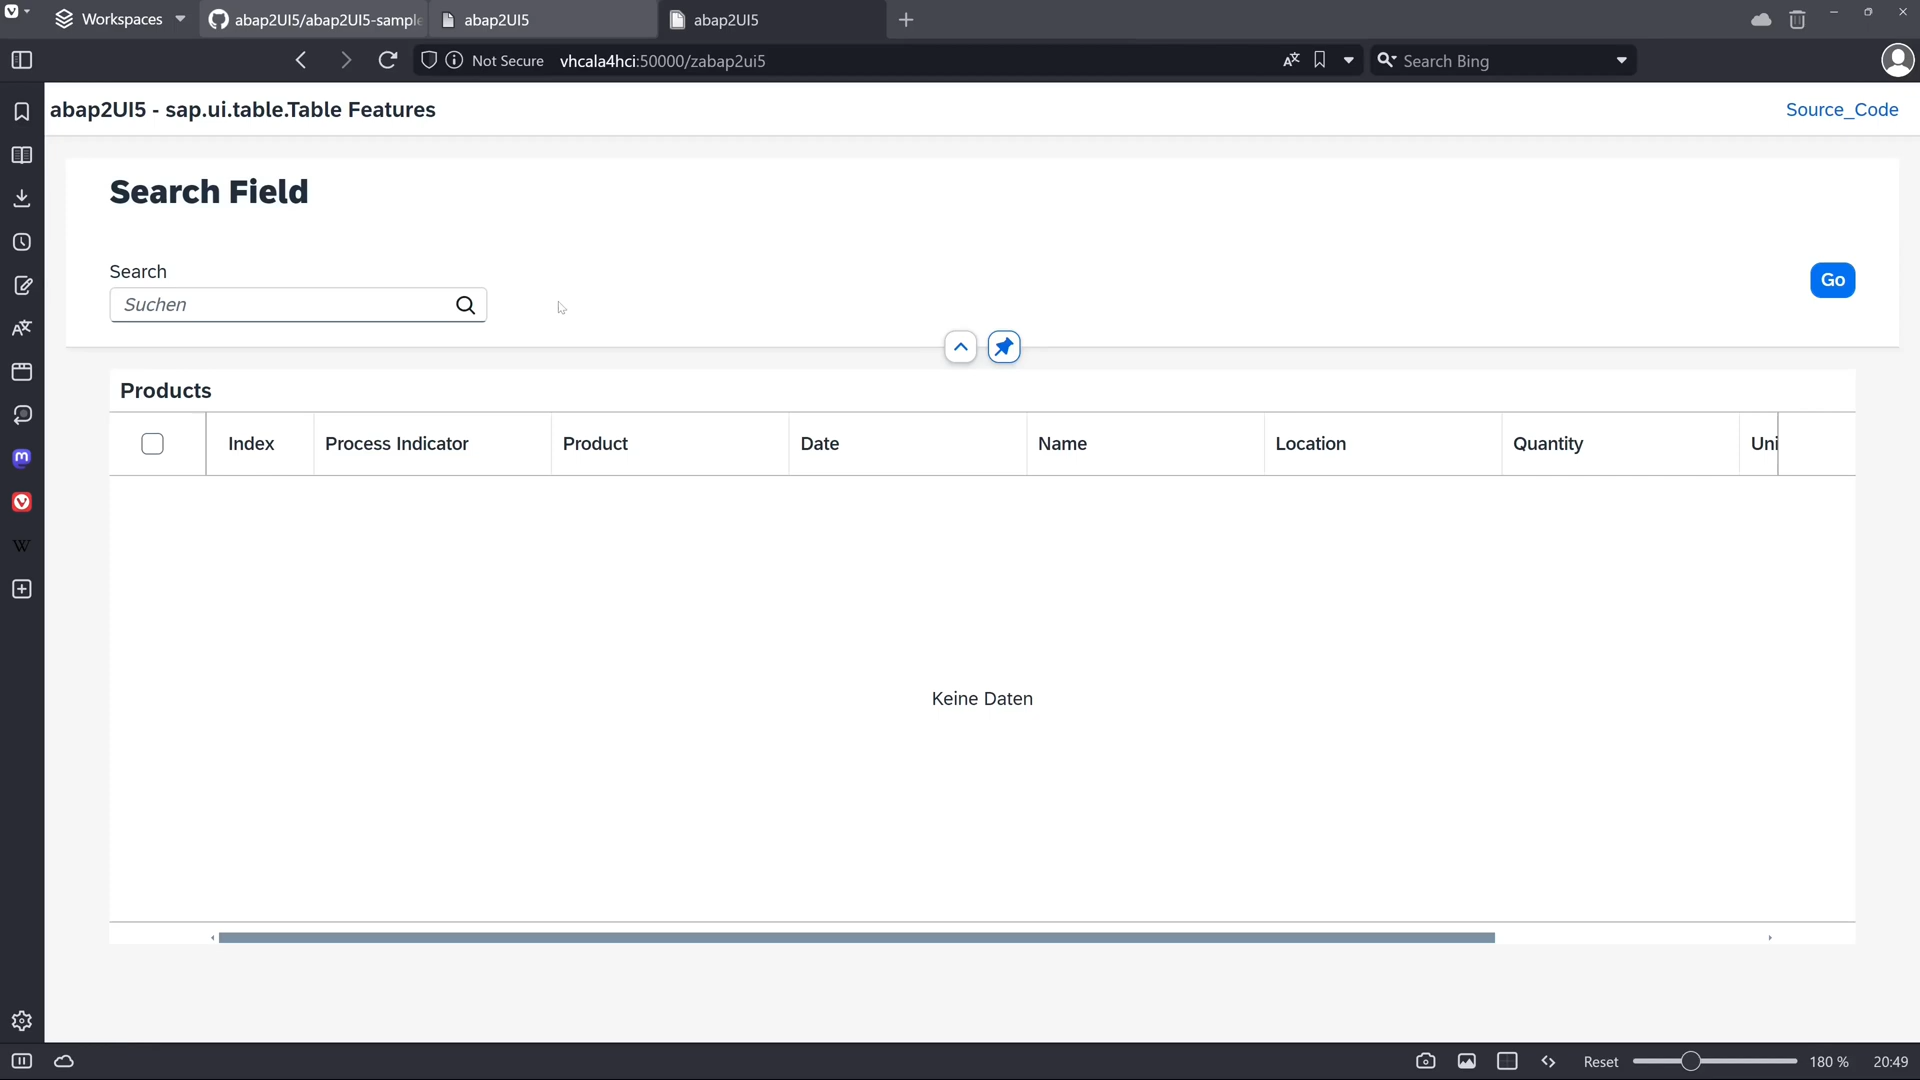 Workspaces
abap2UI5/abap2UI5-sample
abap2UI5
abap2UI5
Not Secure vhcala4hci:50000/zabap2ui5
Search Bing
abap2UI5 - sap.ui.table.Table Features
Source_Code
Search Field
Search
Suchen
Go
Products
Index Process Indicator Product Date Name Location Quantity Uni
Keine Daten
Reset 180 % 20:49